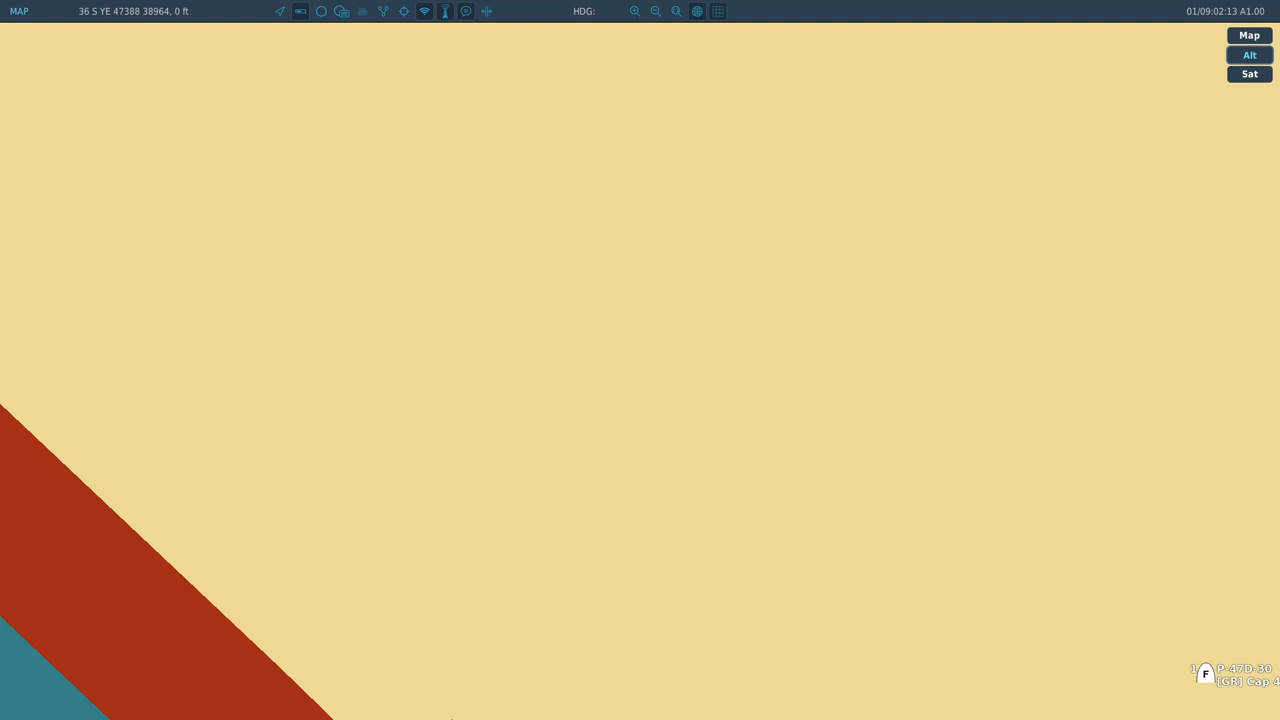 MAP 36 S YE 47388 38964, 0 ft HDG: 01/09:02:13 A1.00
Map
Alt
Sat
1 F P-47D-30
[GR] Cap 4